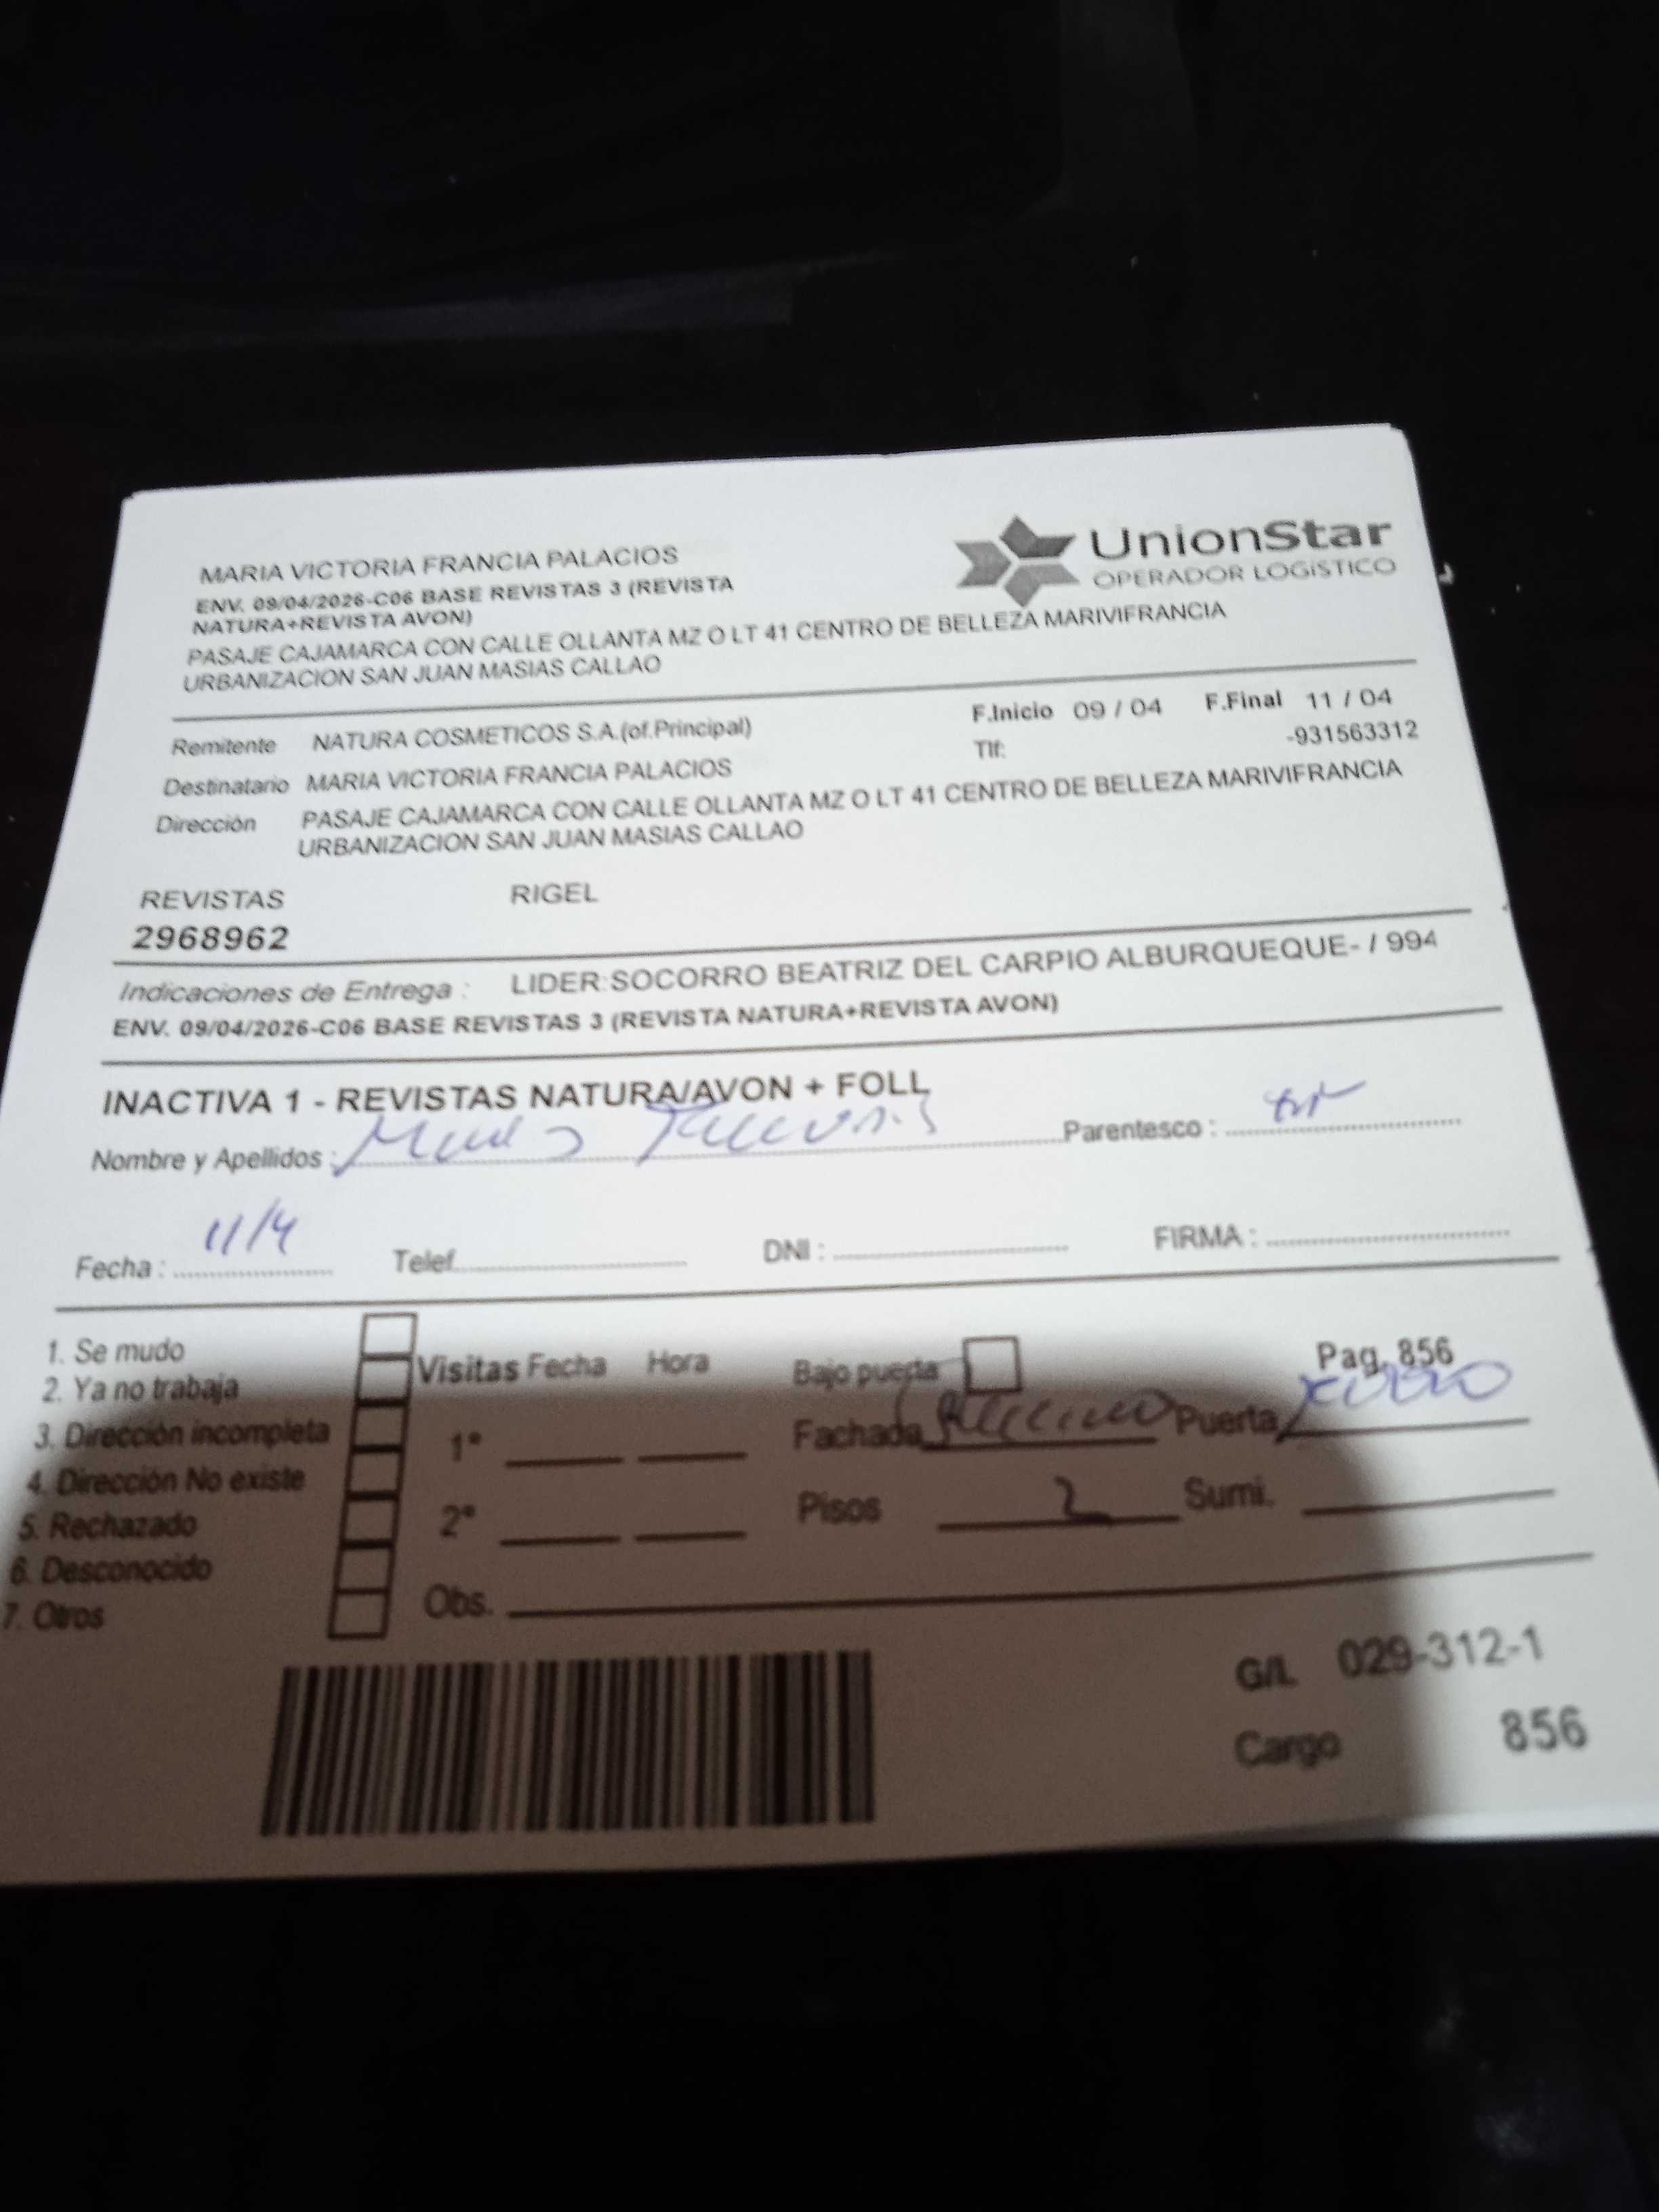 UnionStar
OPERADOR LOGÍSTICO
MARIA VICTORIA FRANCIA PALACIOS
ENV. 09/04/2026-C06 BASE REVISTAS 3 (REVISTA
NATURA+REVISTA AVON)
PASAJE CAJAMARCA CON CALLE OLLANTA MZ O LT 41 CENTRO DE BELLEZA MARIVIFRANCIA
URBANIZACION SAN JUAN MASIAS CALLAO
Remitente NATURA COSMETICOS S.A.(of.Principal) F.Inicio 09 / 04 F.Final 11 / 04
Tlf: -931563312
Destinatario MARIA VICTORIA FRANCIA PALACIOS
Dirección PASAJE CAJAMARCA CON CALLE OLLANTA MZ O LT 41 CENTRO DE BELLEZA MARIVIFRANCIA
URBANIZACION SAN JUAN MASIAS CALLAO
REVISTAS RIGEL
2968962
Indicaciones de Entrega : LIDER:SOCORRO BEATRIZ DEL CARPIO ALBURQUEQUE- / 994
ENV. 09/04/2026-C06 BASE REVISTAS 3 (REVISTA NATURA+REVISTA AVON)
INACTIVA 1 - REVISTAS NATURA/AVON + FOLL
Nombre y Apellidos : Parentesco :
Fecha : 11/4 Telef. DNI : FIRMA :
1. Se mudo
2. Ya no trabaja
3. Dirección incompleta
4. Dirección No existe
5. Rechazado
6. Desconocido
7. Otros
Visitas Fecha Hora
1°
2°
Obs.
Bajo puerta Pag. 856
Fachada Puerta
Pisos 2 Sumi.
G/L 029-312-1
Cargo 856